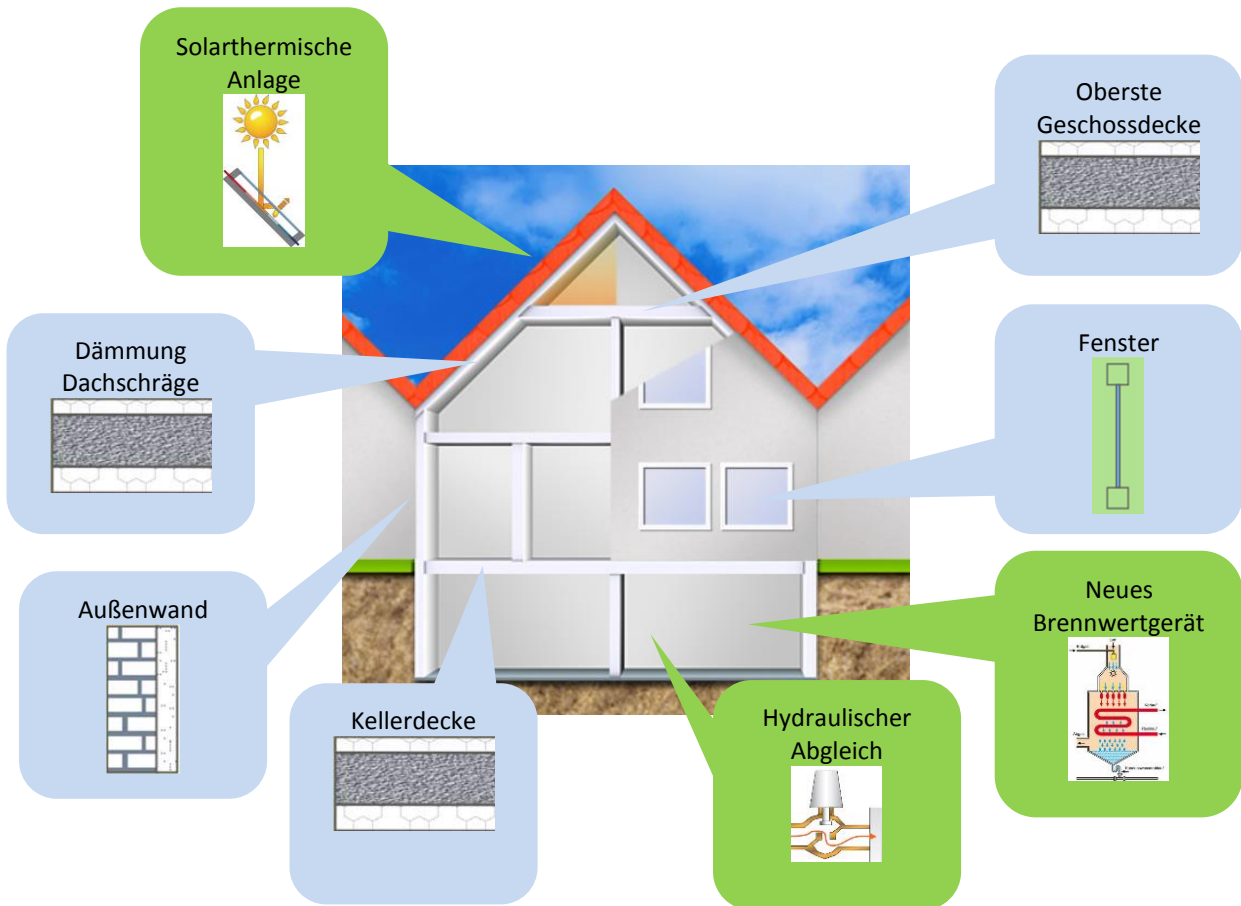 Solarthermische
Anlage
Oberste
Geschossdecke
Dämmung
Dachschräge
Fenster
Außenwand
Neues
Brennwertgerät
Kellerdecke
Hydraulischer
Abgleich